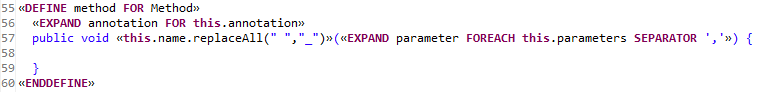 55 «DEFINE method FOR Method»
56   «EXPAND annotation FOR this.annotation»
57   public void «this.name.replaceAll(" ","_")»(«EXPAND parameter FOREACH this.parameters SEPARATOR ','») {
58
59   }
60 «ENDDEFINE»